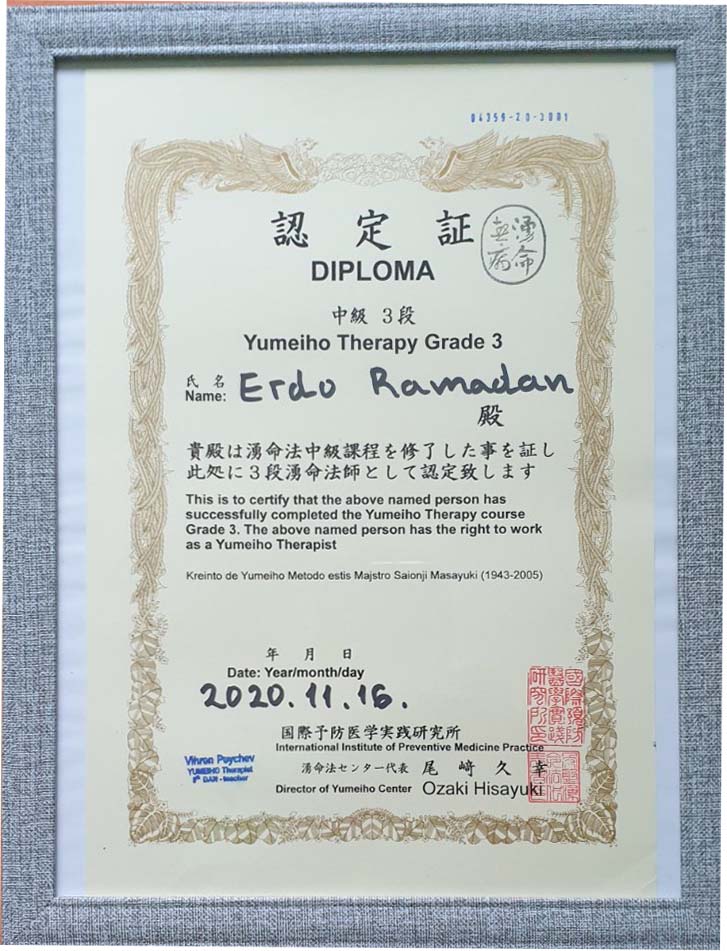 04359-20-3001
認定証
湧命
無病
DIPLOMA
中級 3段
Yumeiho Therapy Grade 3
氏名
Name: Erdo Ramadan
殿
貴殿は湧命法中級課程を修了した事を証し
此処に3段湧命法師として認定致します
This is to certify that the above named person has
successfully completed the Yumeiho Therapy course
Grade 3. The above named person has the right to work
as a Yumeiho Therapist
Kreinto de Yumeiho Metodo estis Majstro Saionji Masayuki (1943-2005)
年 月 日
Date: Year/month/day
2020.11.16.
国際予防医学実践研究所
International Institute of Preventive Medicine Practice
湧命法センター代表 尾﨑久幸
Director of Yumeiho Center Ozaki Hisayuki
Vihren Peychev
YUMEIHO Therapist
DAN - teacher